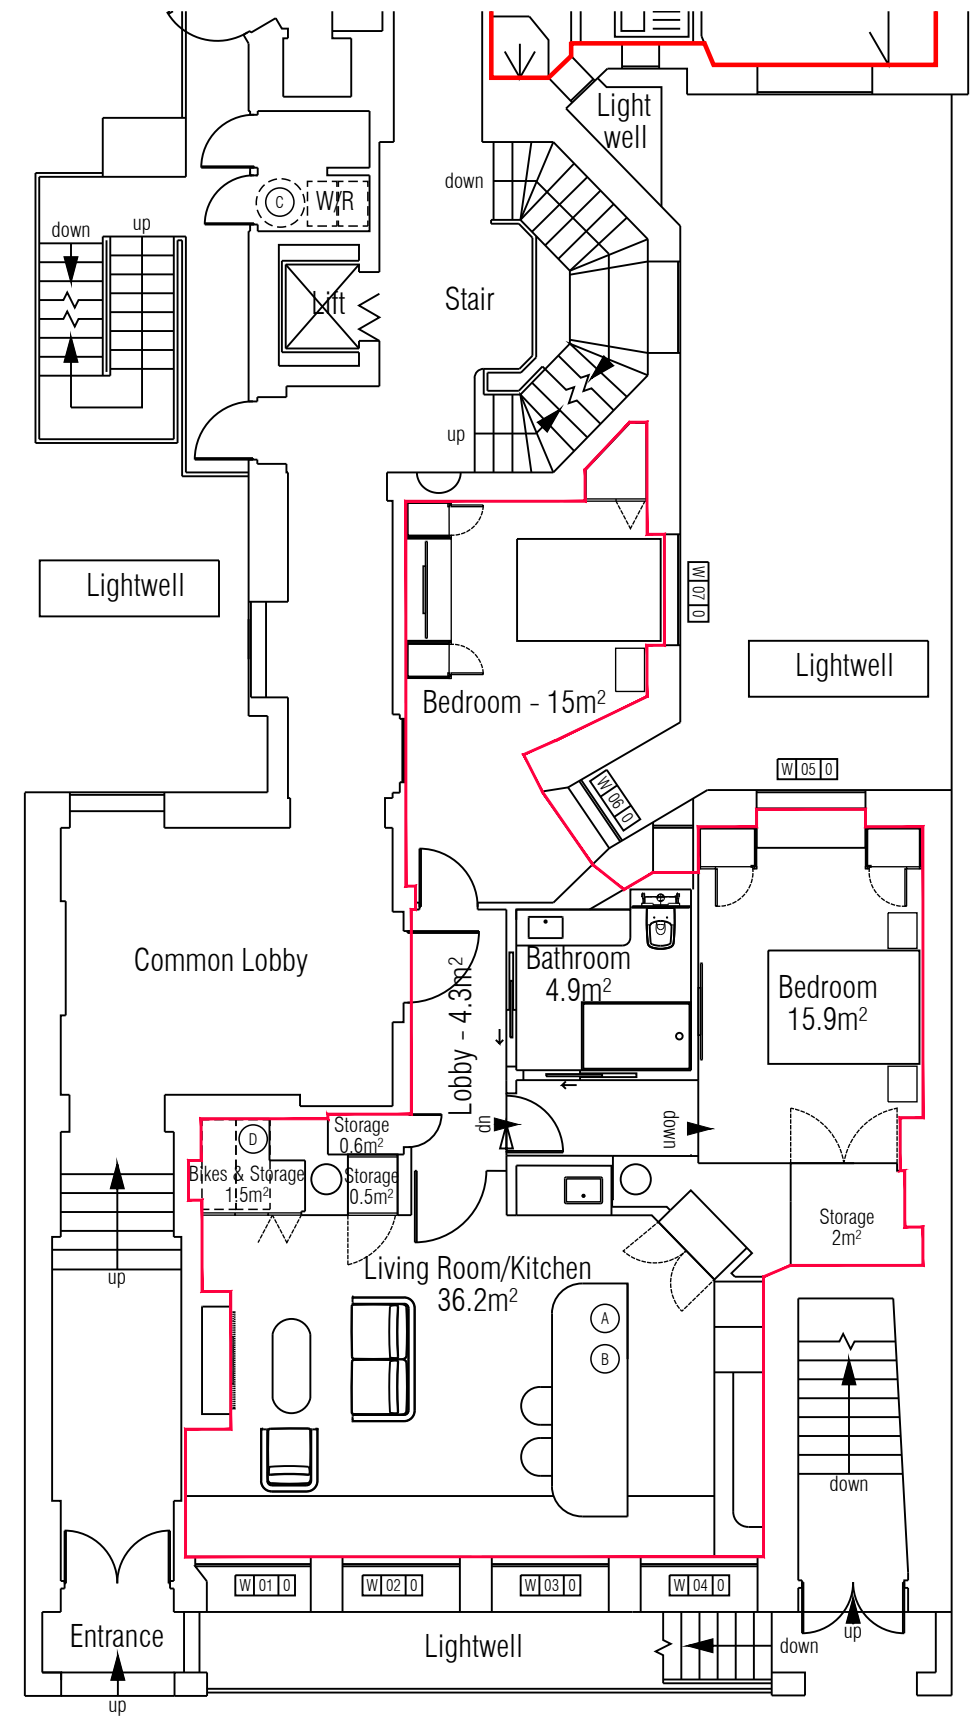 Light
well
down
C
W/R
up
down
Lift
Stair
up
Lightwell
W 07 0
Lightwell
Bedroom - 15m²
W 05 0
W 06 0
Common Lobby
Lobby - 4.3m²
Bathroom
4.9m²
Bedroom
15.9m²
dn
down
Storage
0.6m²
D
Bikes & Storage
1.5m²
Storage
0.5m²
Storage
2m²
up
Living Room/Kitchen
36.2m²
A
B
down
W 01 0
W 02 0
W 03 0
W 04 0
Entrance
Lightwell
down
up
up